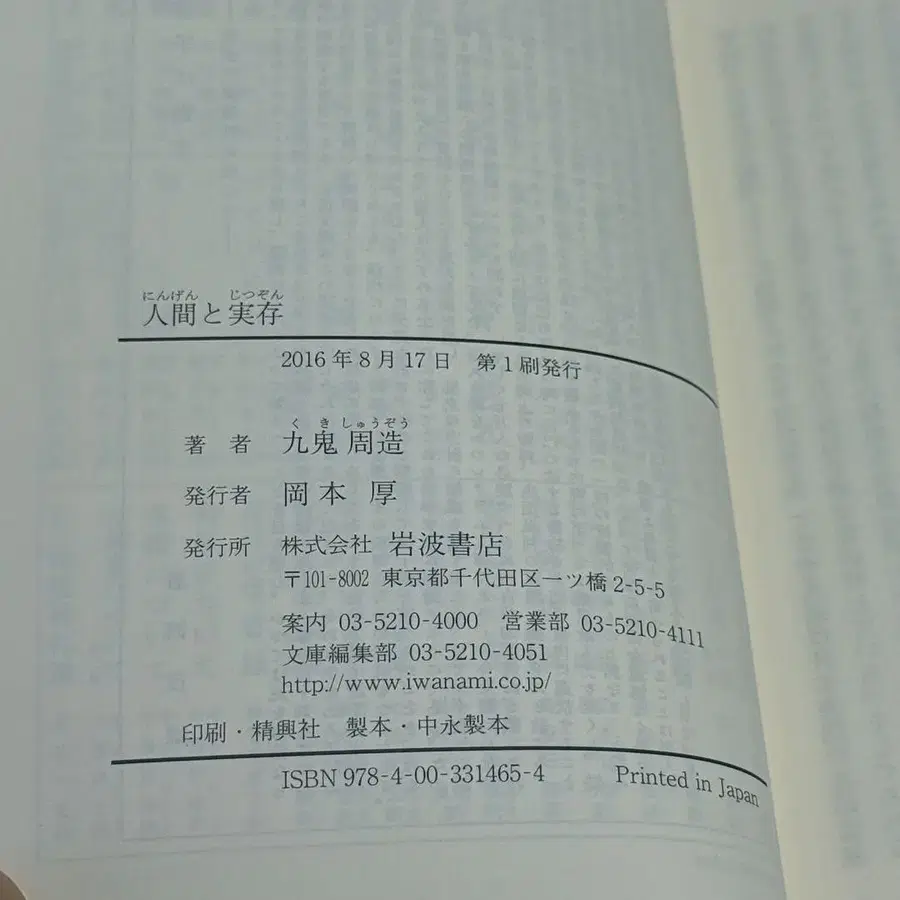 にんげん じつぞん
人間と実存
2016年8月17日 第1刷発行
くきしゅうぞう
著者 九鬼周造
発行者 岡本 厚
発行所 株式会社 岩波書店
〒101-8002 東京都千代田区一ツ橋2-5-5
案内 03-5210-4000 営業部 03-5210-4111
文庫編集部 03-5210-4051
http://www.iwanami.co.jp/
印刷・精興社 製本・中永製本
ISBN 978-4-00-331465-4 Printed in Japan